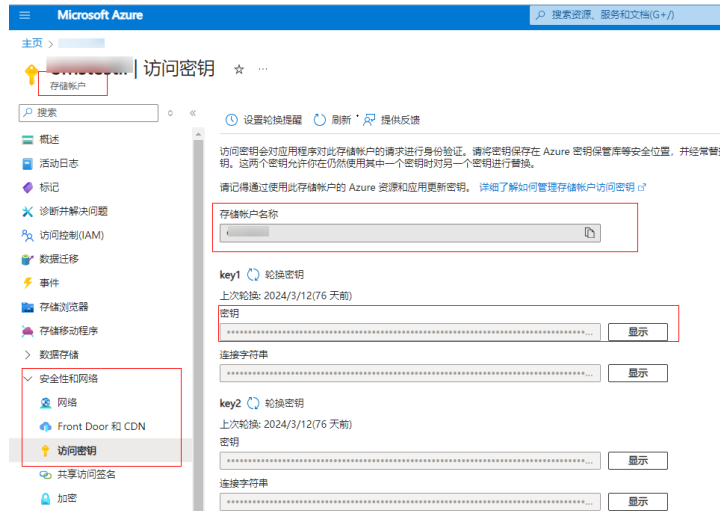 Microsoft Azure
搜索资源、服务和文档(G+/)
主页 >
| 访问密钥
存储帐户
搜索
设置轮换提醒 刷新 提供反馈
概述
活动日志
标记
诊断并解决问题
访问控制(IAM)
数据迁移
事件
存储浏览器
存储移动程序
数据存储
安全性和网络
网络
Front Door 和 CDN
访问密钥
共享访问签名
加密
访问密钥会对应用程序对此存储帐户的请求进行身份验证。请将密钥保存在 Azure 密钥保管库等安全位置，并经常替
钥。这两个密钥允许你在仍然使用其中一个密钥时对另一个密钥进行替换。
请记得通过使用此存储帐户的 Azure 资源和应用更新密钥。 详细了解如何管理存储帐户访问密钥
存储帐户名称
key1 轮换密钥
上次轮换: 2024/3/12(76 天前)
密钥
显示
连接字符串
显示
key2 轮换密钥
上次轮换: 2024/3/12(76 天前)
密钥
显示
连接字符串
显示